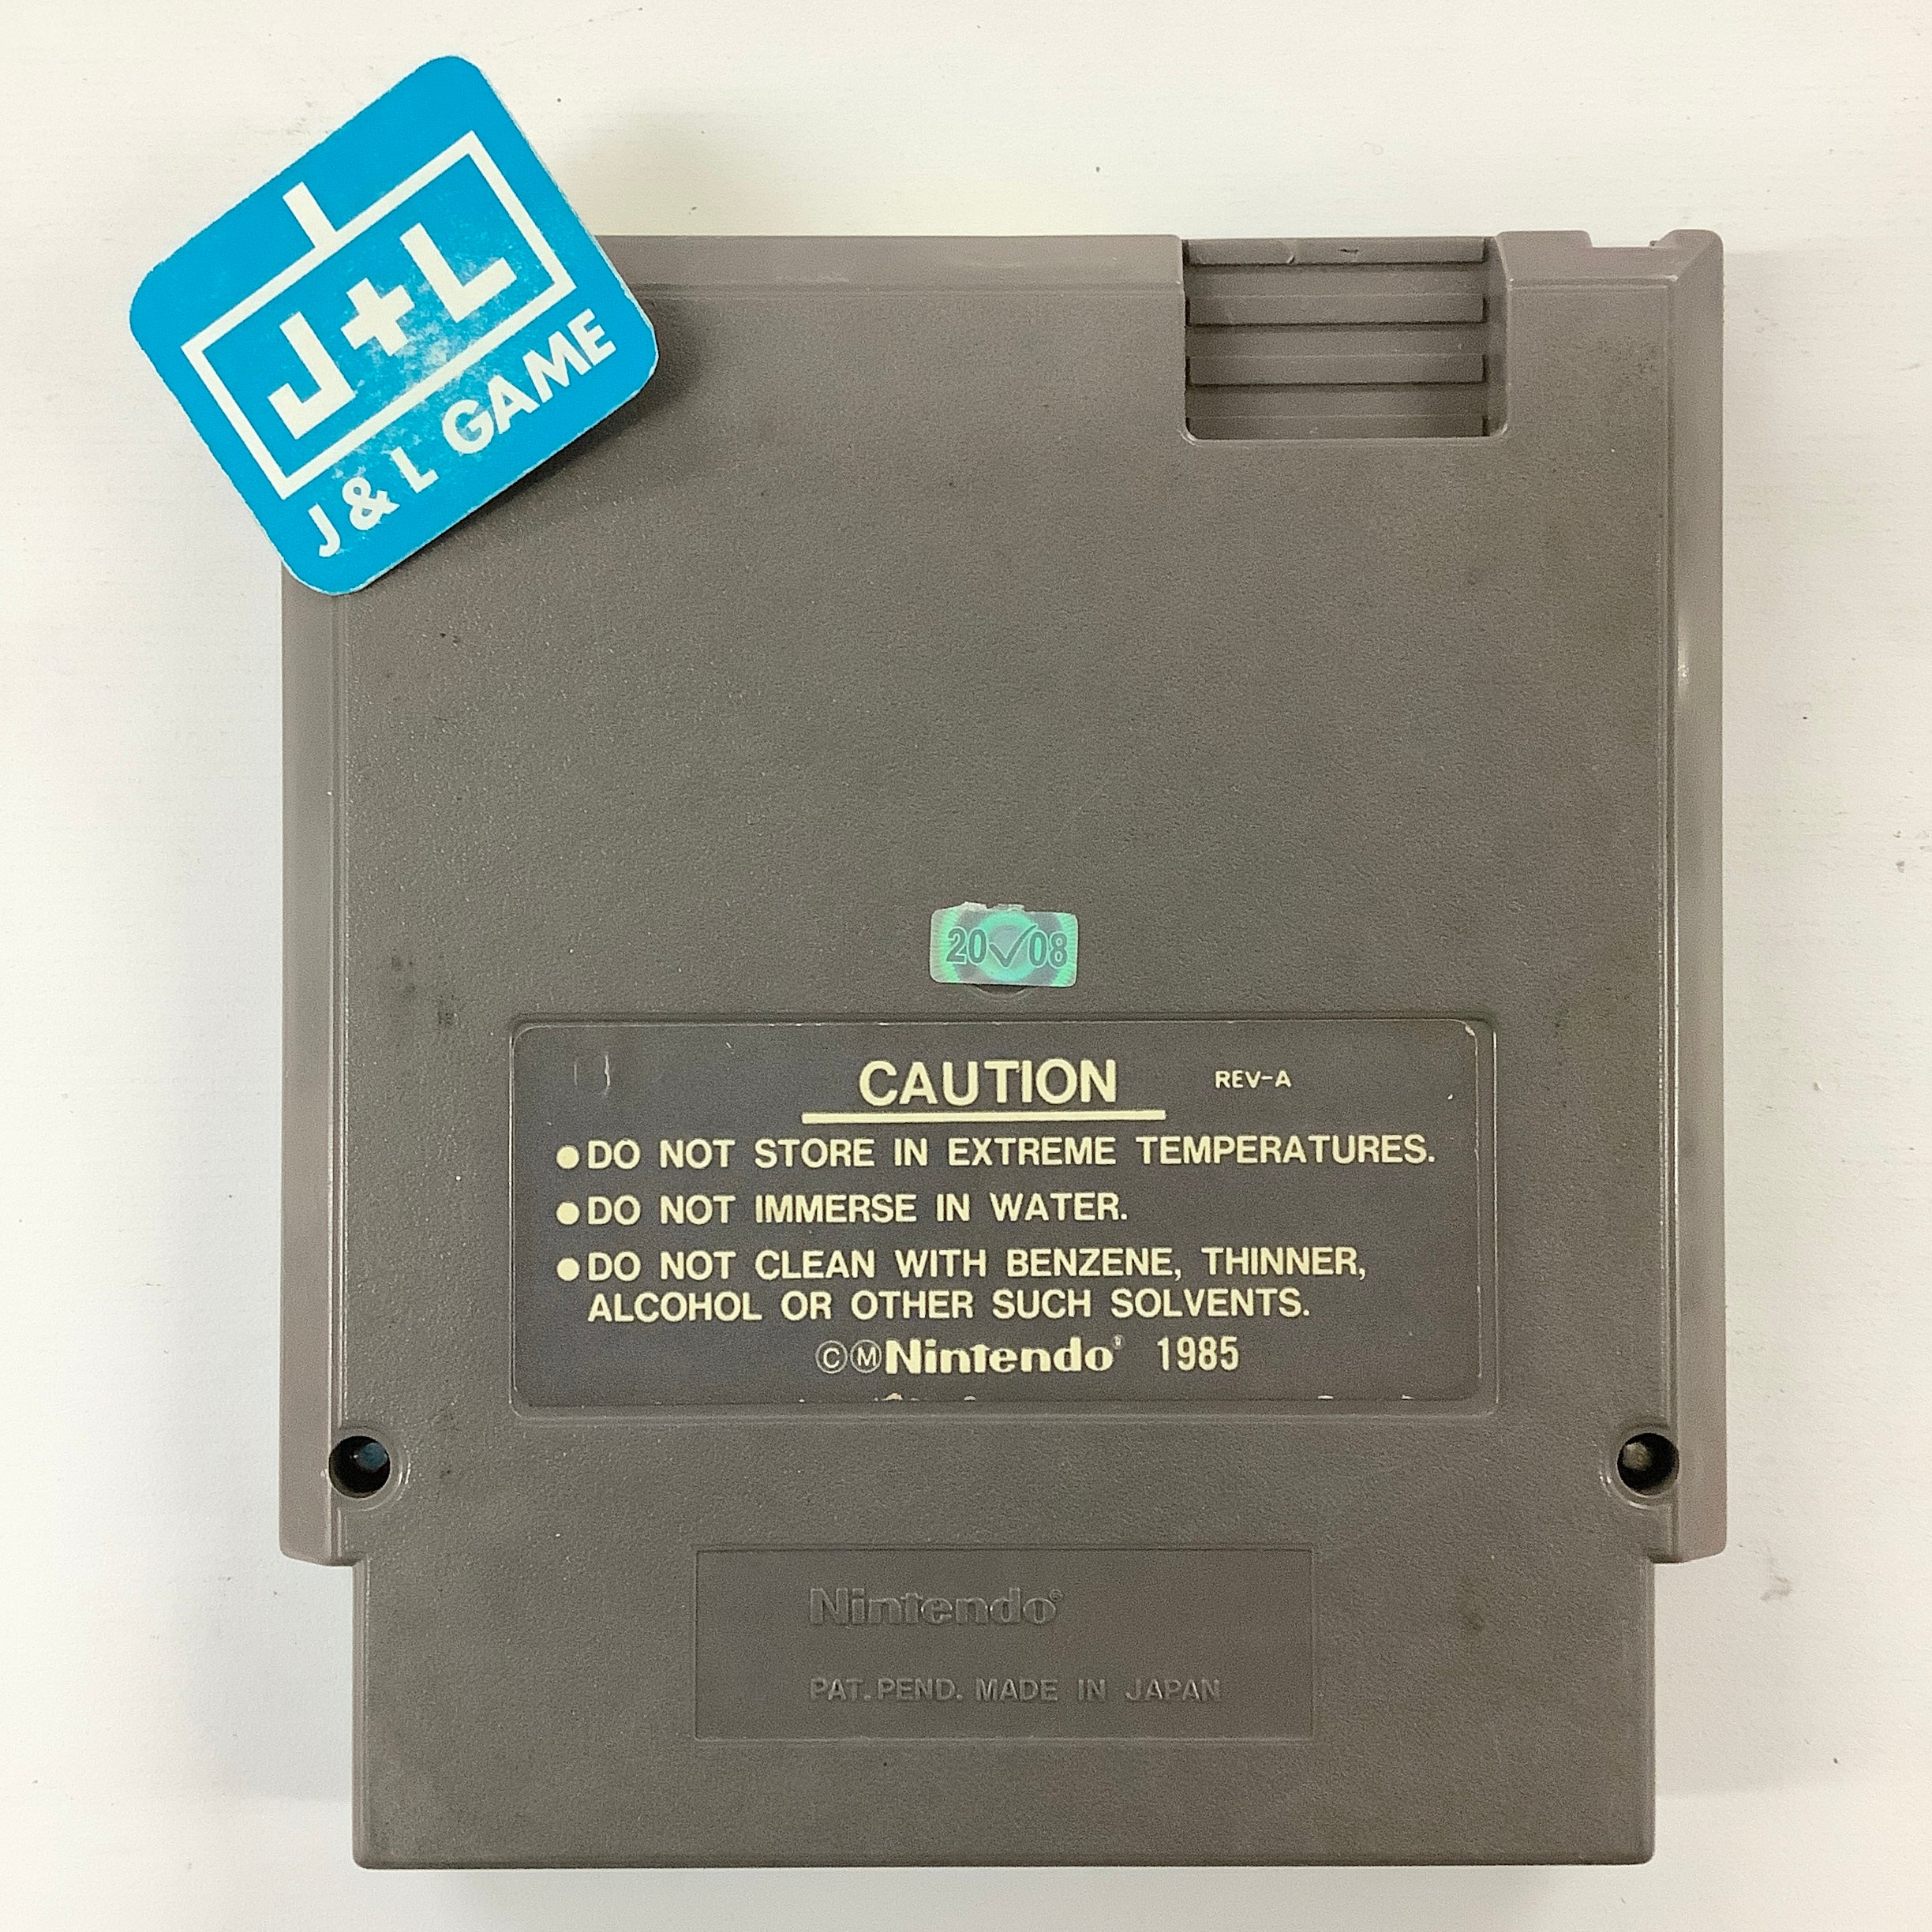 J+L
J & L GAME
20✓08
CAUTION REV-A
●DO NOT STORE IN EXTREME TEMPERATURES.
●DO NOT IMMERSE IN WATER.
●DO NOT CLEAN WITH BENZENE, THINNER,
ALCOHOL OR OTHER SUCH SOLVENTS.
ⒸⓂNintendo® 1985
Nintendo®
PAT. PEND. MADE IN JAPAN